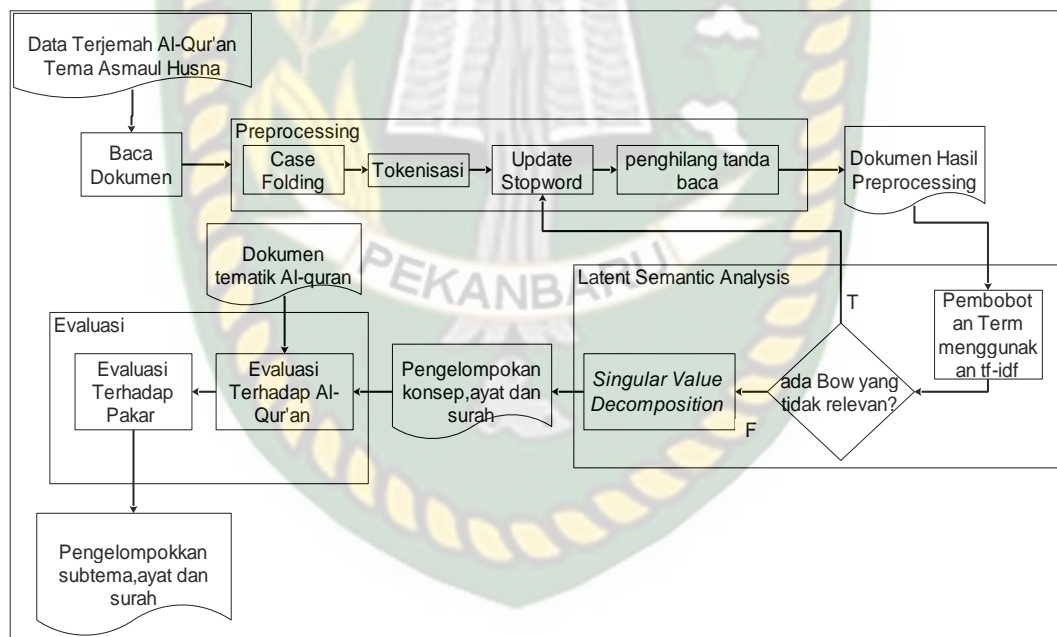 Data Terjemah Al-Qur'an
Tema Asmaul Husna
Baca
Dokumen
Preprocessing
Case
Folding
Tokenisasi
Update
Stopword
penghilang tanda
baca
Dokumen Hasil
Preprocessing
Dokumen
tematik Al-quran
PEKANBARU
Latent Semantic Analysis
T
Pembobot
an Term
menggunak
an tf-idf
ada Bow yang
tidak relevan?
F
Singular Value
Decomposition
Pengelompokan
konsep,ayat dan
surah
Evaluasi
Evaluasi
Terhadap Al-
Qur'an
Evaluasi
Terhadap
Pakar
Pengelompokkan
subtema,ayat dan
surah